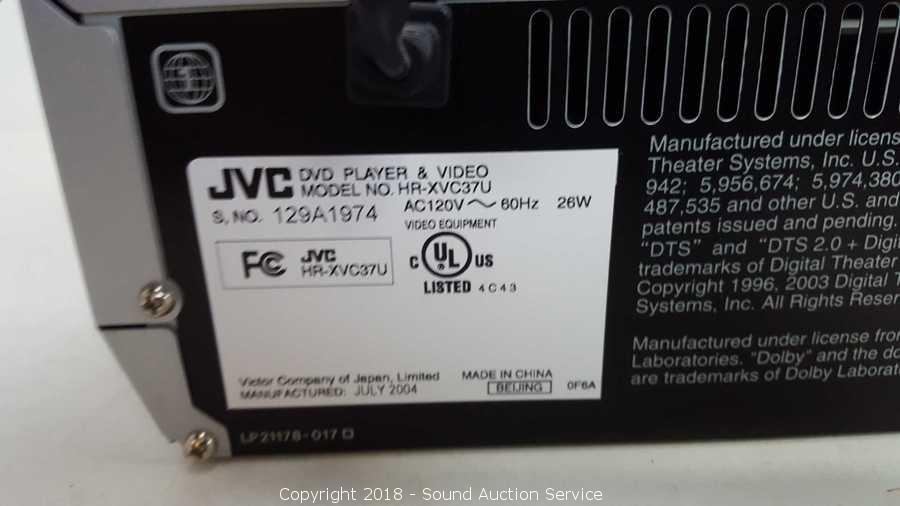 JVC DVD PLAYER & VIDEO
MODEL NO. HR-XVC37U
S. NO. 129A1974 AC120V ~ 60Hz 26W
VIDEO EQUIPMENT
FC JVC
HR-XVC37U
C UL US
LISTED 4C43
Victor Company of Japan, Limited
MANUFACTURED: JULY 2004
MADE IN CHINA
BEIJING 0F6A
LP21178-017
Manufactured under licens
Theater Systems, Inc. U.S.
942; 5,956,674; 5,974,380
487,535 and other U.S. and
patents issued and pending.
"DTS" and "DTS 2.0 + Digi
trademarks of Digital Theater
Copyright 1996, 2003 Digital T
Systems, Inc. All Rights Reser
Manufactured under license from
Laboratories. "Dolby" and the do
are trademarks of Dolby Laborat
Copyright 2018 - Sound Auction Service